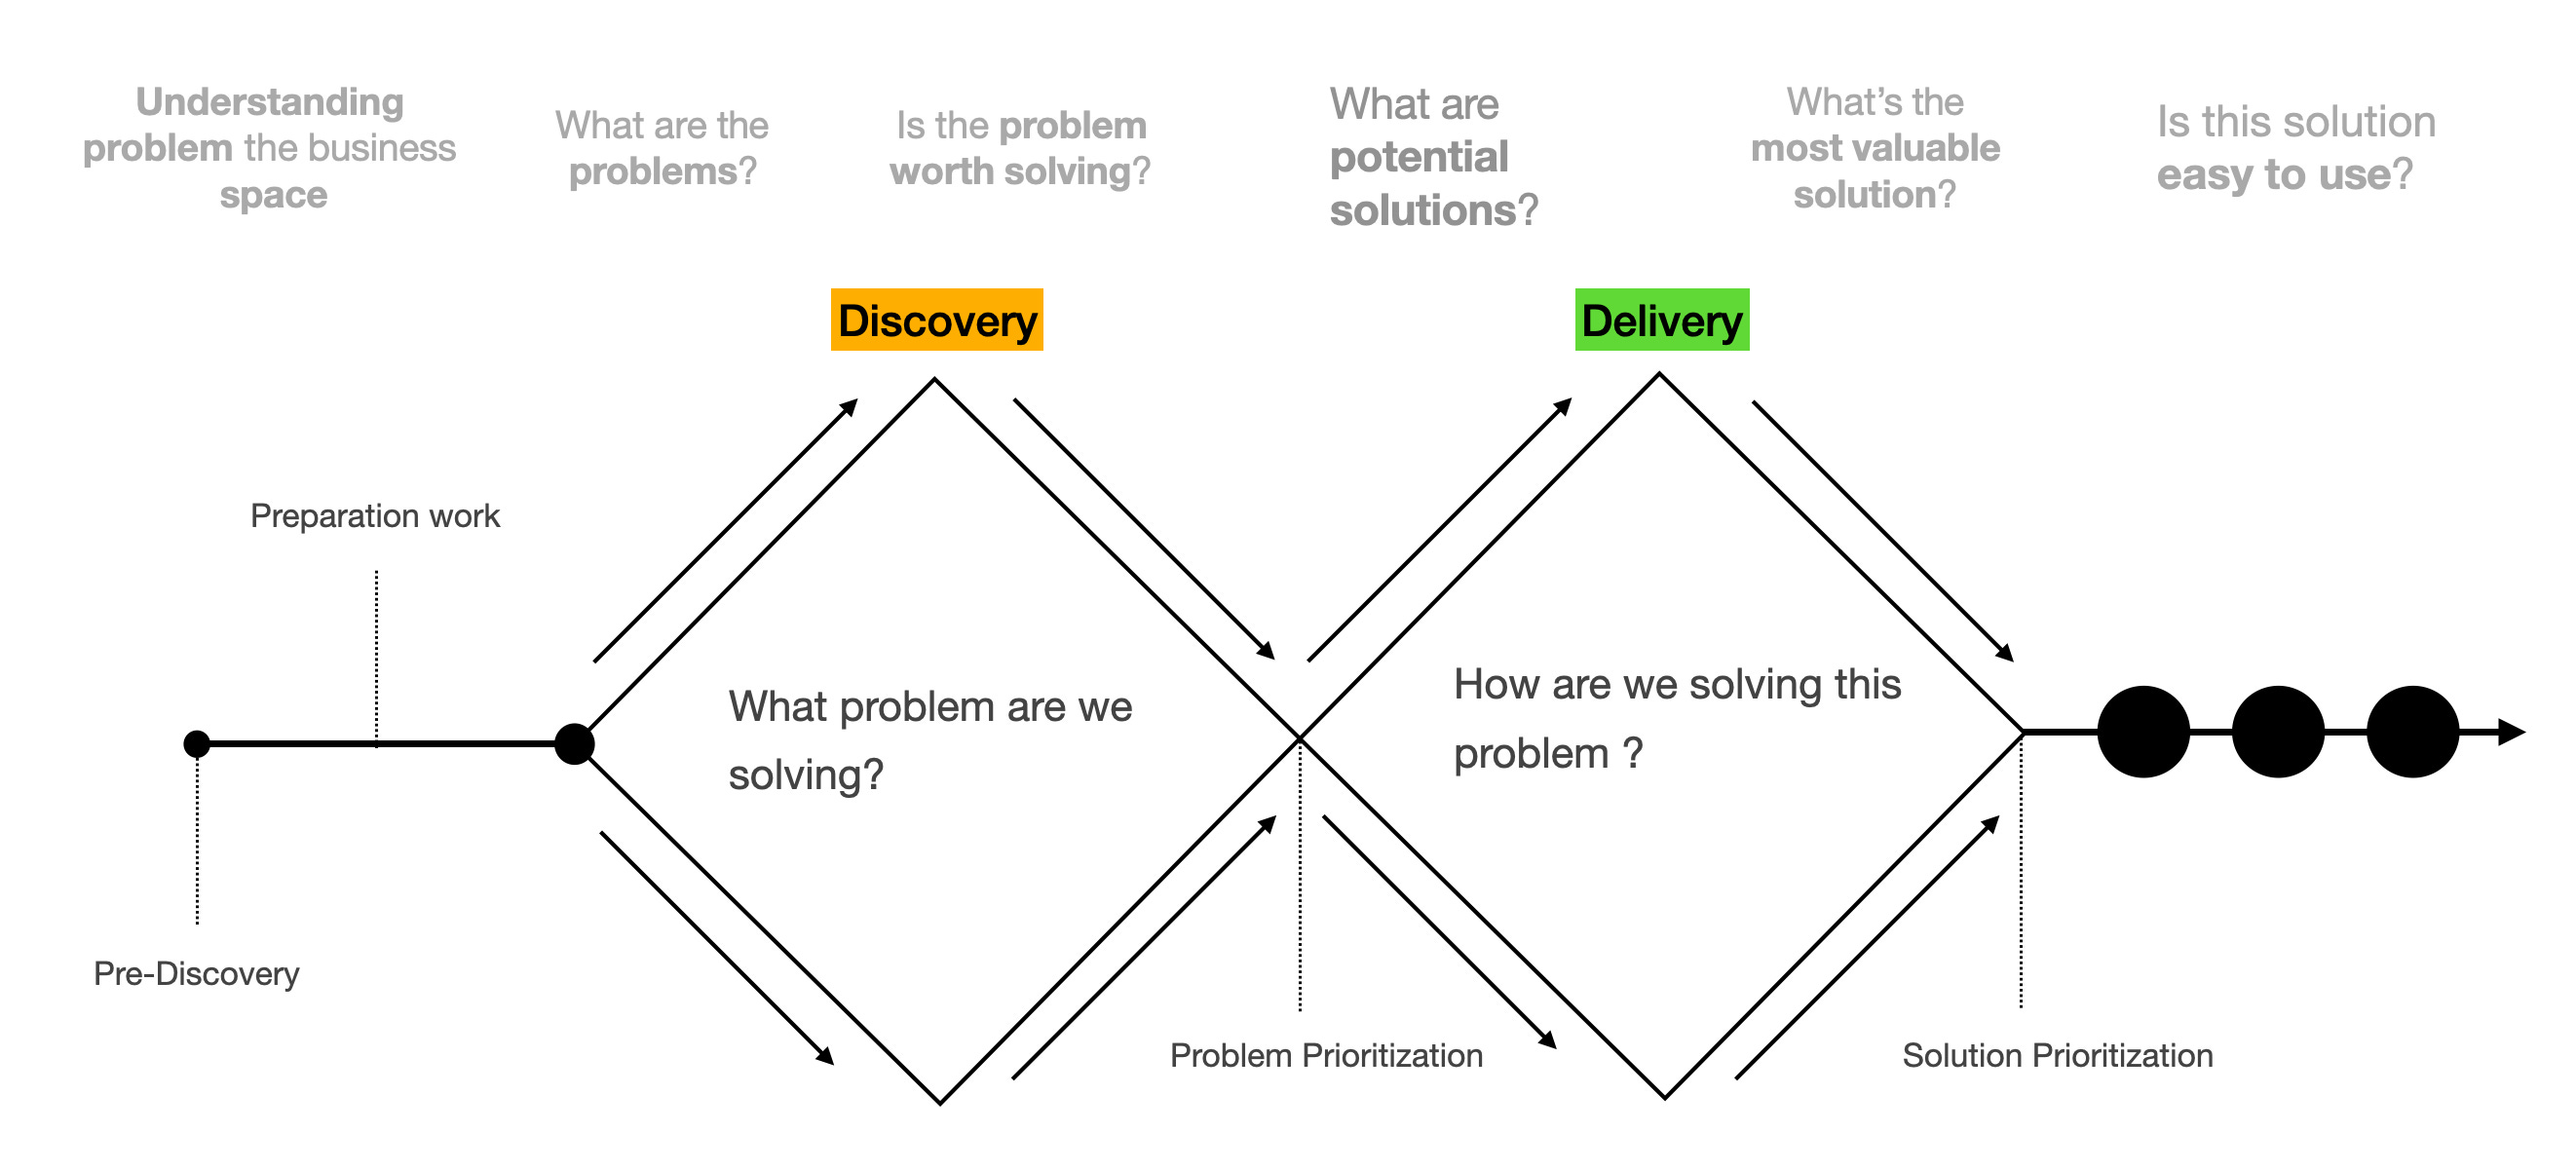 Understanding
problem the business
space
What are the
problems?
Is the problem
worth solving?
What are
potential
solutions?
What’s the
most valuable
solution?
Is this solution
easy to use?
Discovery
Delivery
Preparation work
What problem are we
solving?
How are we solving this
problem ?
Pre-Discovery
Problem Prioritization
Solution Prioritization